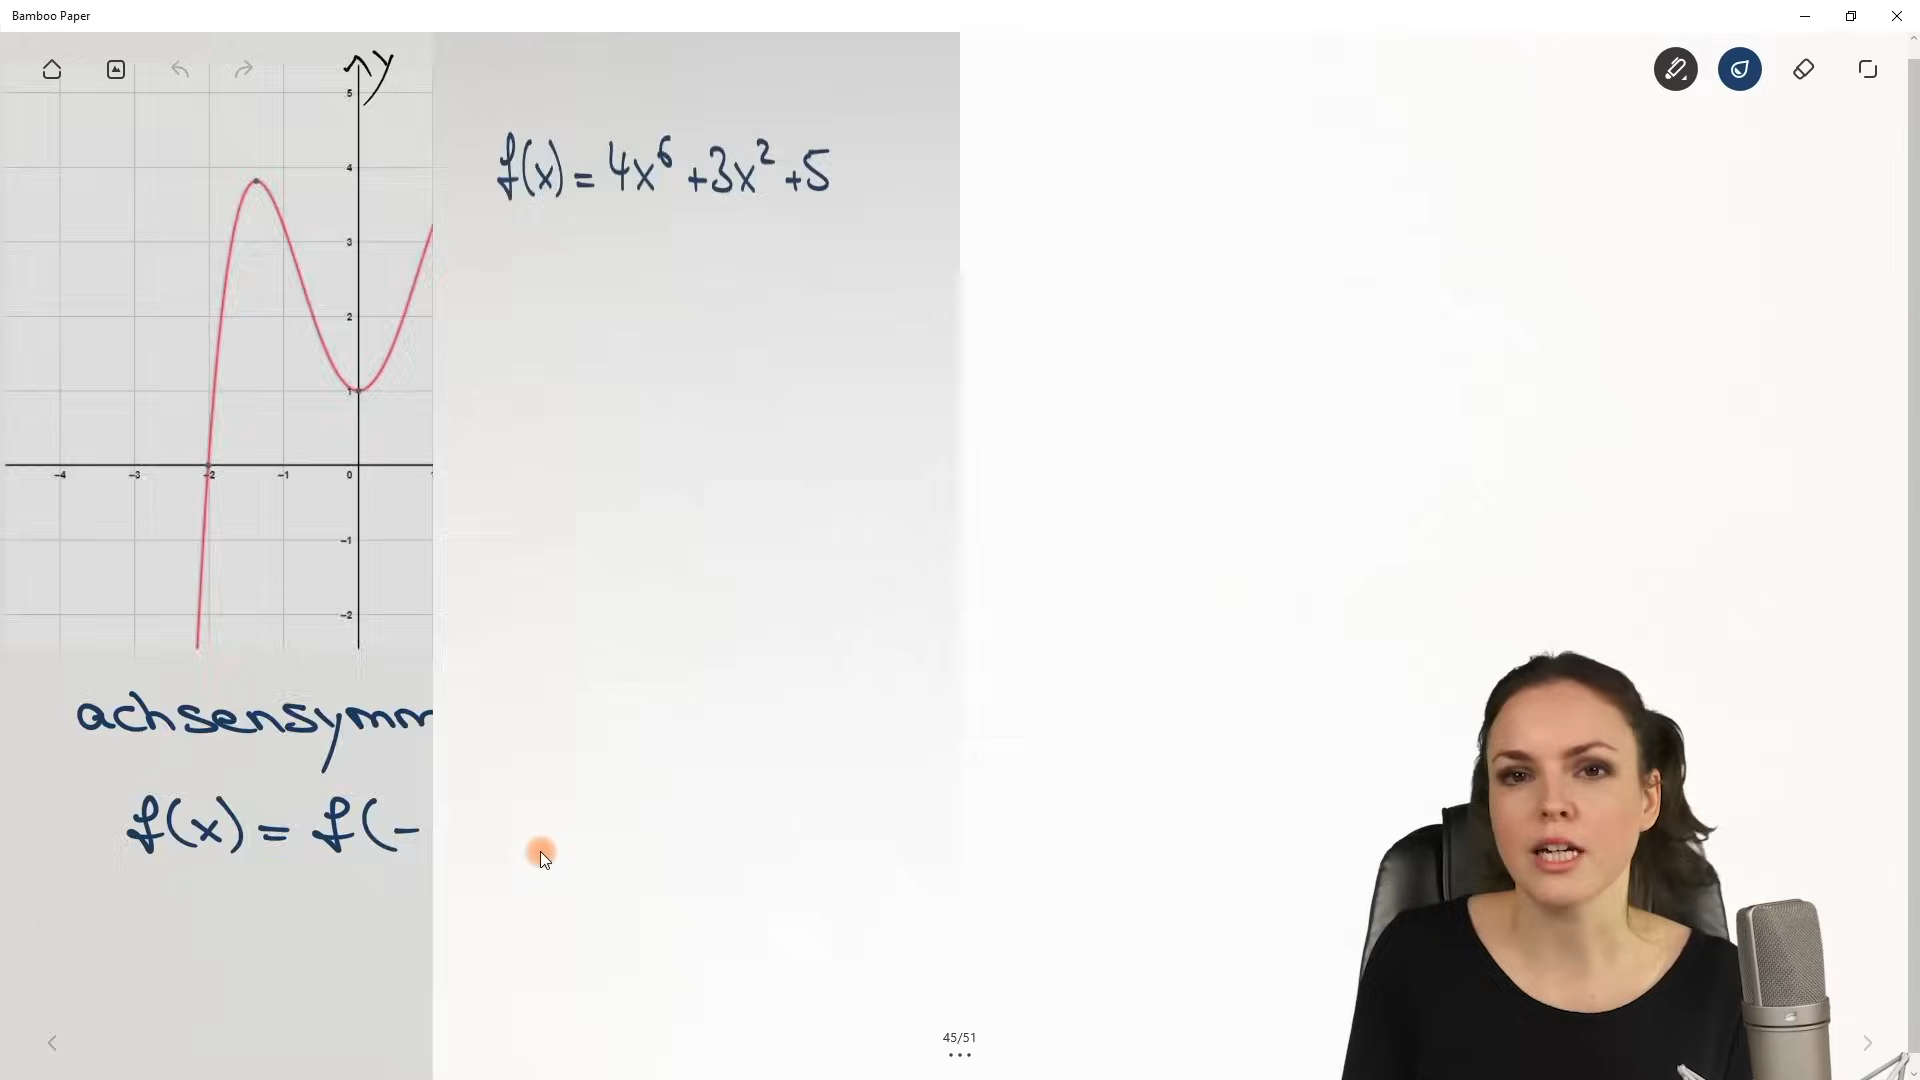 Bamboo Paper
y
5
4
3
2
1
-4 -3 -2 -1 0
-1
-2
achsensymm
f(x) = f(-
f(x) = 4x⁶ + 3x² + 5
45/51